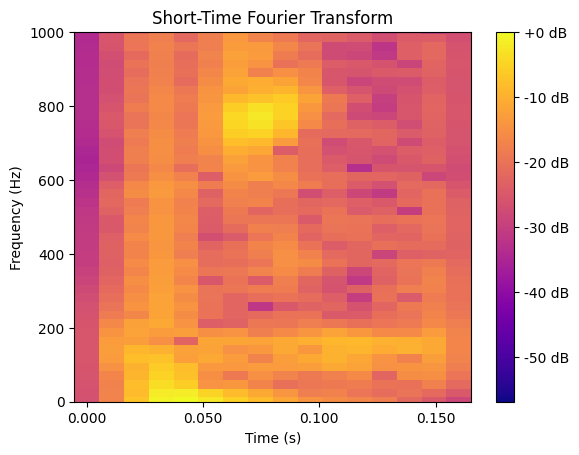 Short-Time Fourier Transform
Frequency (Hz)
1000
800
600
400
200
0
0.000
0.050
0.100
0.150
Time (s)
+0 dB
-10 dB
-20 dB
-30 dB
-40 dB
-50 dB